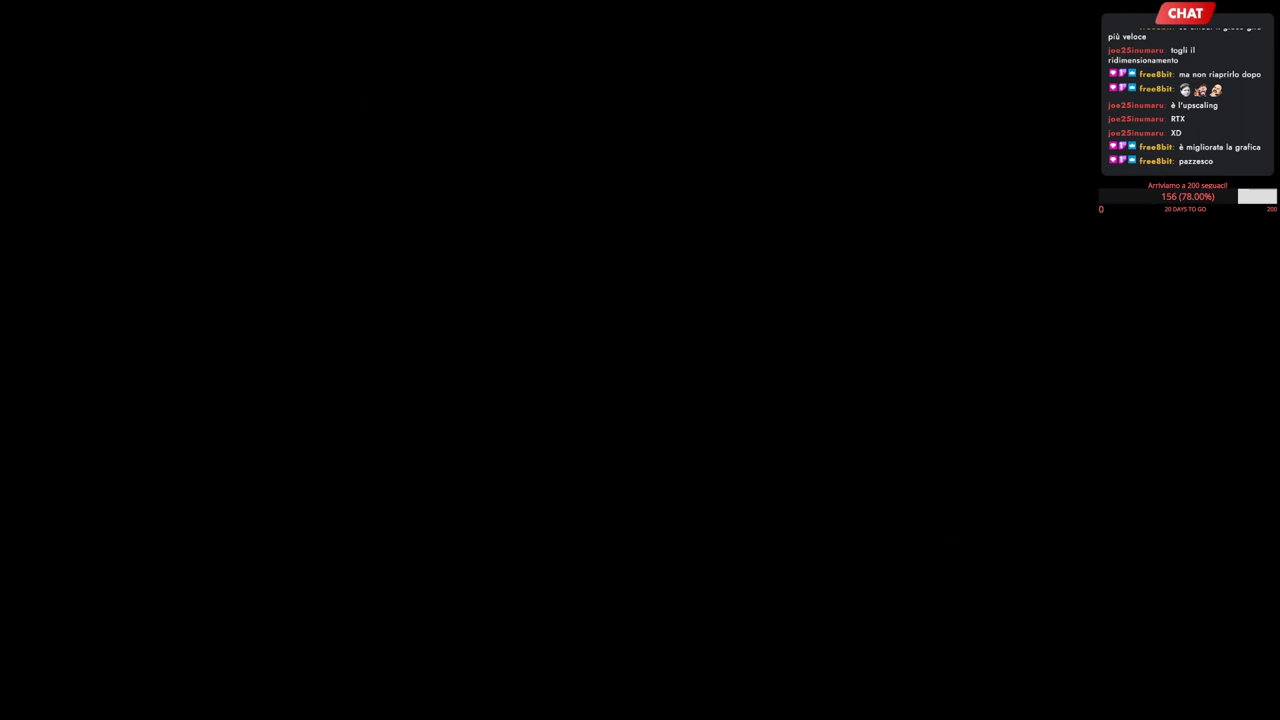 CHAT
più veloce
joe25inumaru: togli il
ridimensionamento
free8bit: ma non riaprirlo dopo
free8bit:
joe25inumaru: è l'upscaling
joe25inumaru: RTX
joe25inumaru: XD
free8bit: è migliorata la grafica
free8bit: pazzesco
Arriviamo a 200 seguaci!
156 (78.00%)
0 20 DAYS TO GO 200